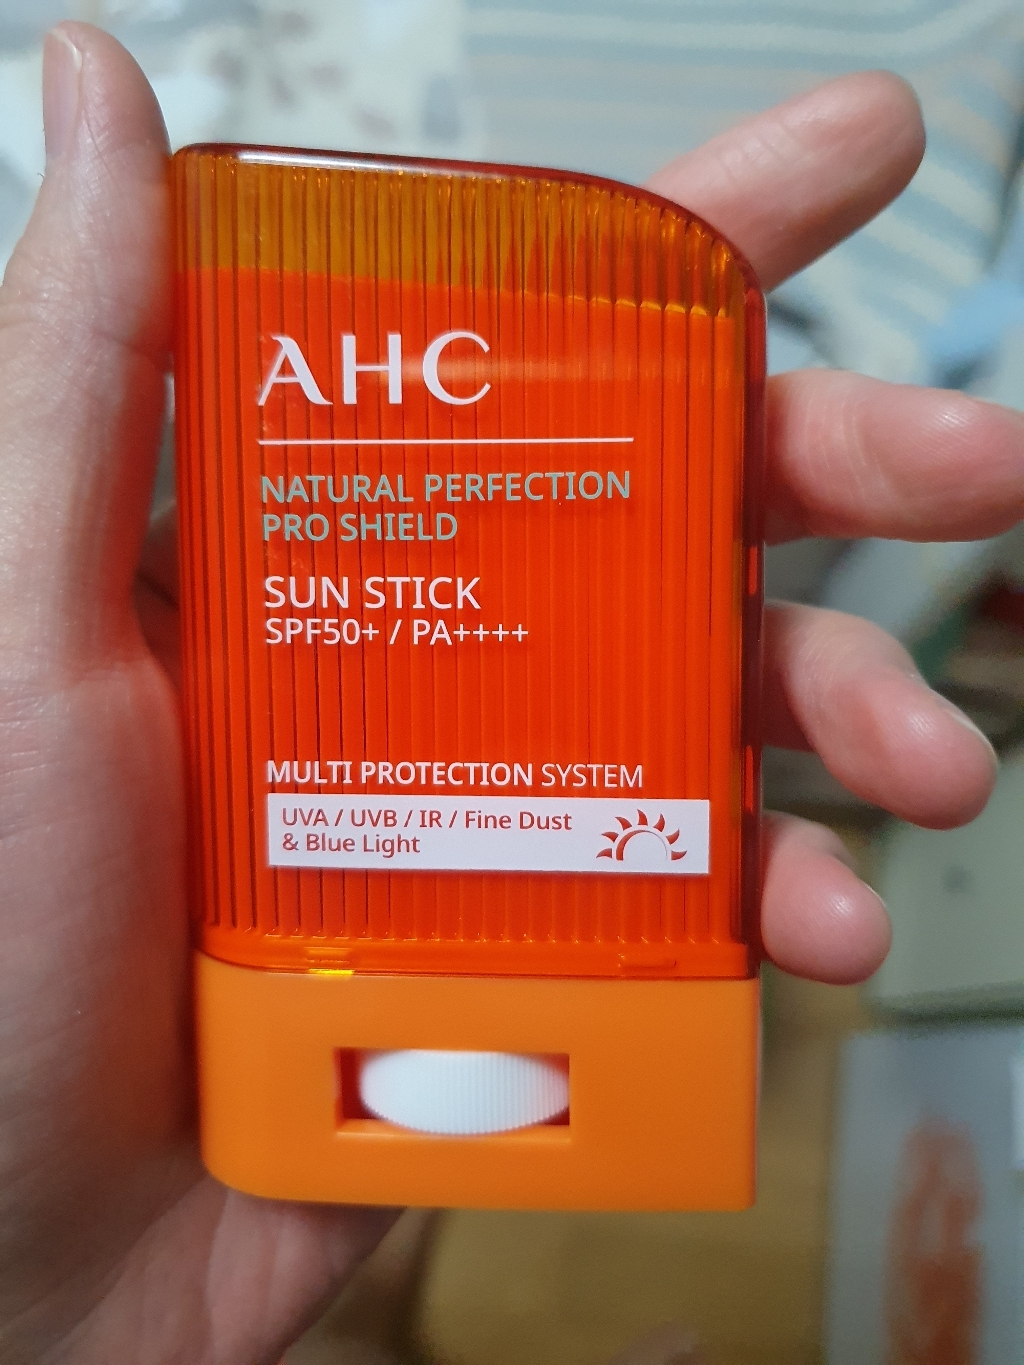 AHC
NATURAL PERFECTION
PRO SHIELD
SUN STICK
SPF50+ / PA++++
MULTI PROTECTION SYSTEM
UVA / UVB / IR / Fine Dust
& Blue Light